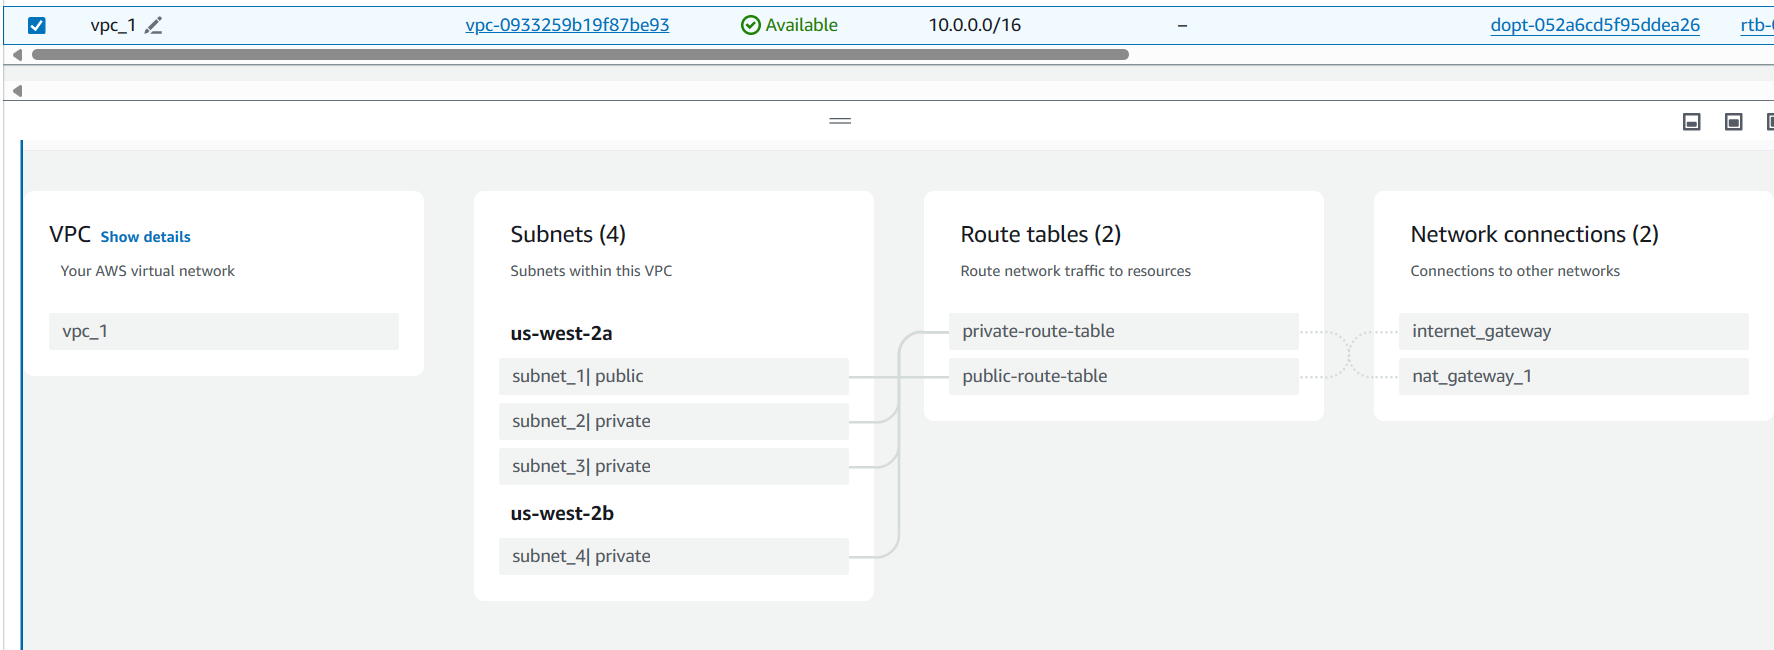 vpc_1 vpc-0933259b19f87be93 Available 10.0.0.0/16 – dopt-052a6cd5f95ddea26 rtb-
VPC Show details
Your AWS virtual network
vpc_1
Subnets (4)
Subnets within this VPC
us-west-2a
subnet_1| public
subnet_2| private
subnet_3| private
us-west-2b
subnet_4| private
Route tables (2)
Route network traffic to resources
private-route-table
public-route-table
Network connections (2)
Connections to other networks
internet_gateway
nat_gateway_1